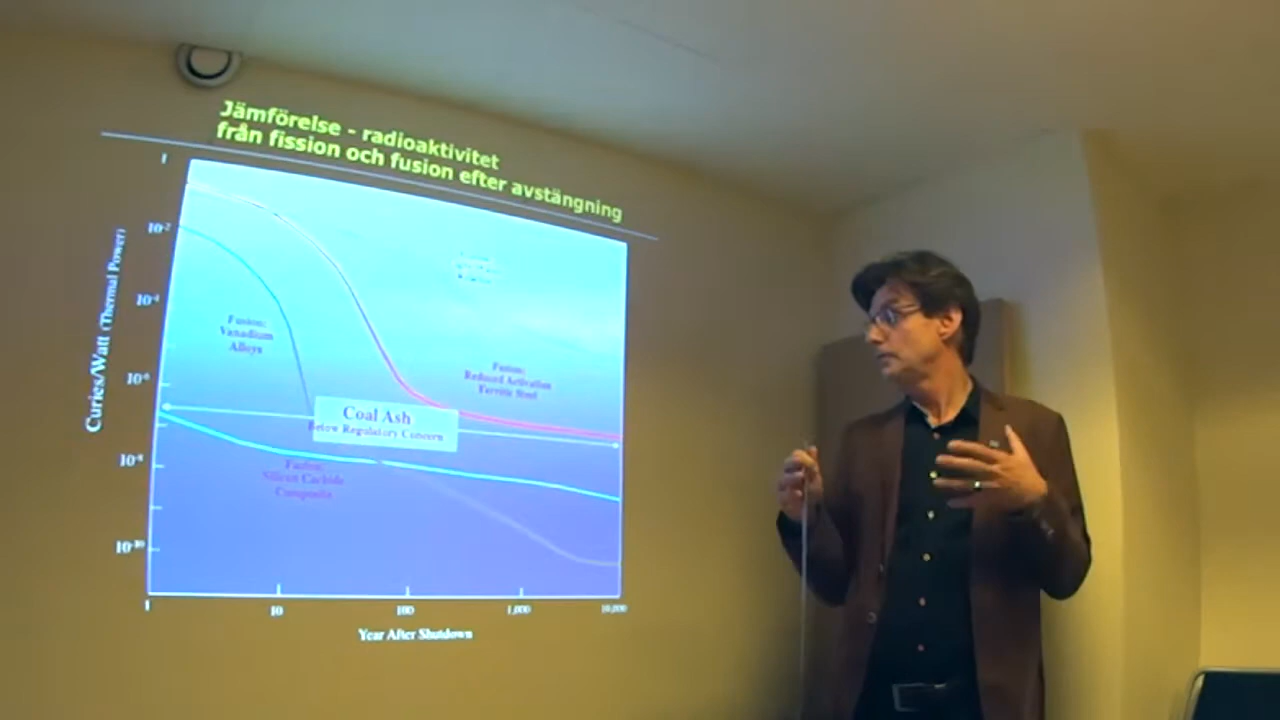 Jämförelse - radioaktivitet
från fission och fusion efter avstängning
1
10⁻²
10⁻⁴
10⁻⁶
10⁻⁸
10⁻¹⁰
Curies/Watt (Thermal Power)
Fusion:
Vanadium
Alloys
Fusion:
Reduced Activation
Ferritic Steel
Coal Ash
Below Regulatory Concern
Fusion:
Silicon Carbide
Composite
1
10
100
1,000
10,000
Year After Shutdown